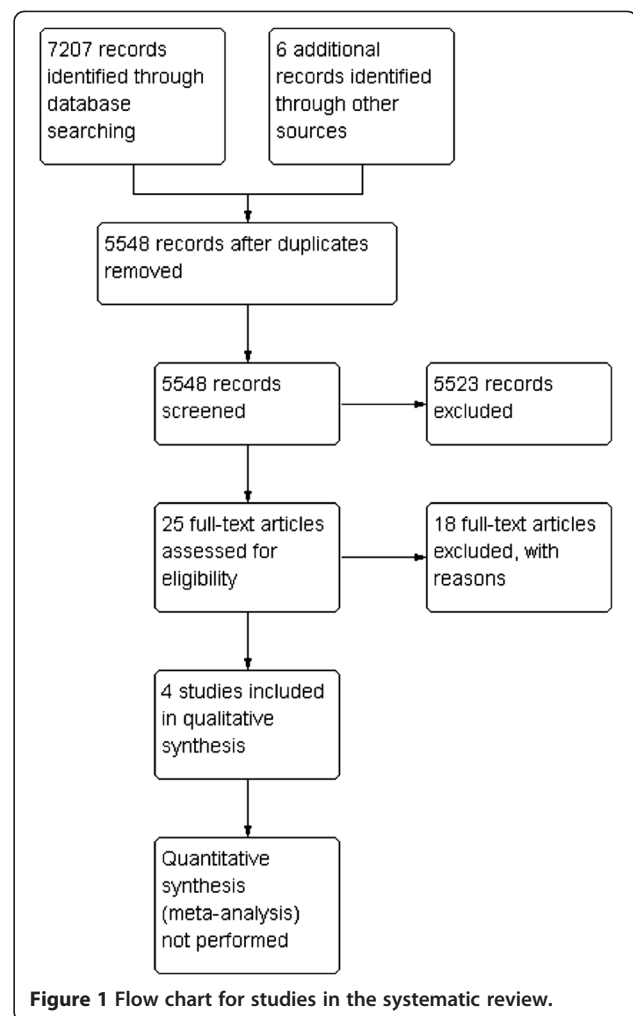 7207 records
identified through
database
searching
6 additional
records identified
through other
sources
5548 records after duplicates
removed
5548 records
screened
5523 records
excluded
25 full-text articles
assessed for
eligibility
18 full-text articles
excluded, with
reasons
4 studies included
in qualitative
synthesis
Quantitative
synthesis
(meta-analysis)
not performed
Figure 1 Flow chart for studies in the systematic review.